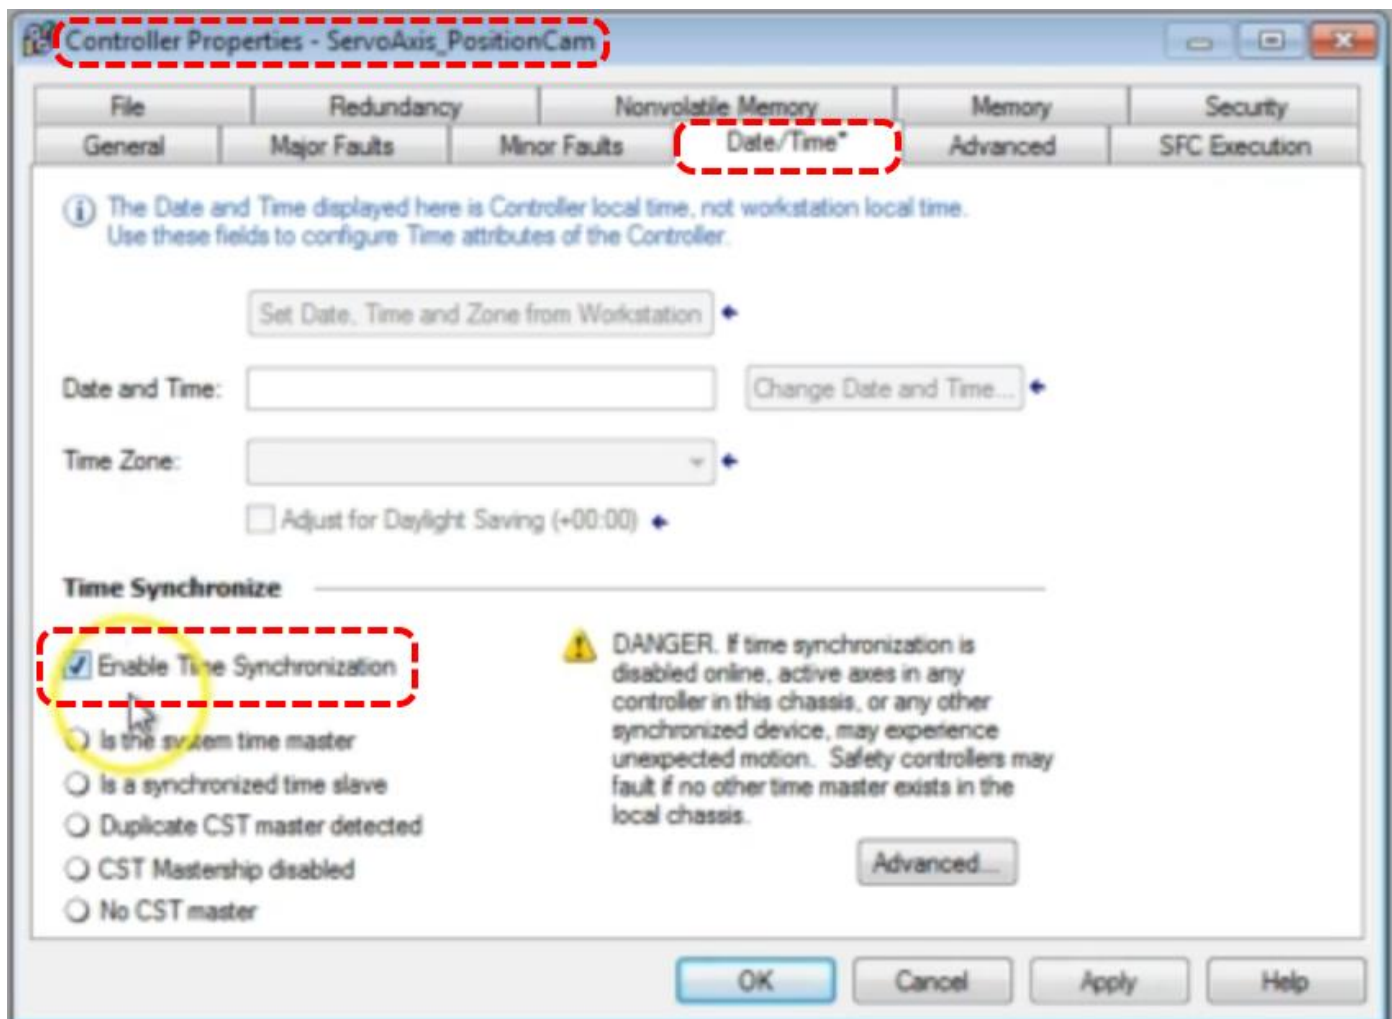 Controller Properties - ServoAxis_PositionCam
File Redundancy Nonvolatile Memory Memory Security
General Major Faults Minor Faults Date/Time* Advanced SFC Execution
The Date and Time displayed here is Controller local time, not workstation local time.
Use these fields to configure Time attributes of the Controller.
Set Date, Time and Zone from Workstation
Date and Time: Change Date and Time...
Time Zone:
Adjust for Daylight Saving (+00:00)
Time Synchronize
Enable Time Synchronization
Is the system time master
Is a synchronized time slave
Duplicate CST master detected
CST Mastership disabled
No CST master
DANGER. If time synchronization is
disabled online, active axes in any
controller in this chassis, or any other
synchronized device, may experience
unexpected motion. Safety controllers may
fault if no other time master exists in the
local chassis.
Advanced...
OK Cancel Apply Help